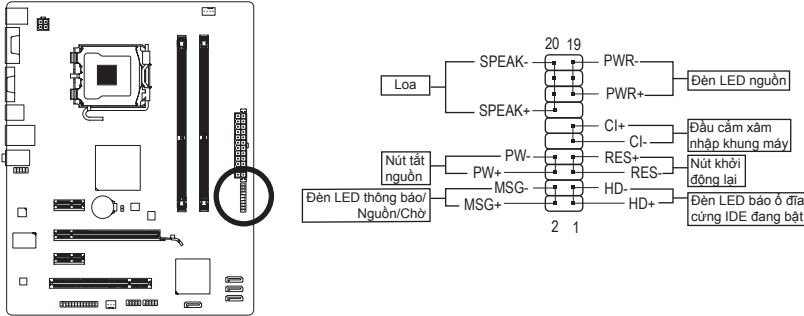 20 19
SPEAK-
PWR-
Loa
Đèn LED nguồn
PWR+
SPEAK+
CI+
Đầu cắm xâm
nhập khung máy
CI-
Nút tắt
nguồn
PW-
RES+
Nút khởi
động lại
PW+
RES-
Đèn LED thông báo/
Nguồn/Chờ
MSG-
HD-
Đèn LED báo ổ đĩa
cứng IDE đang bật
MSG+
HD+
2 1